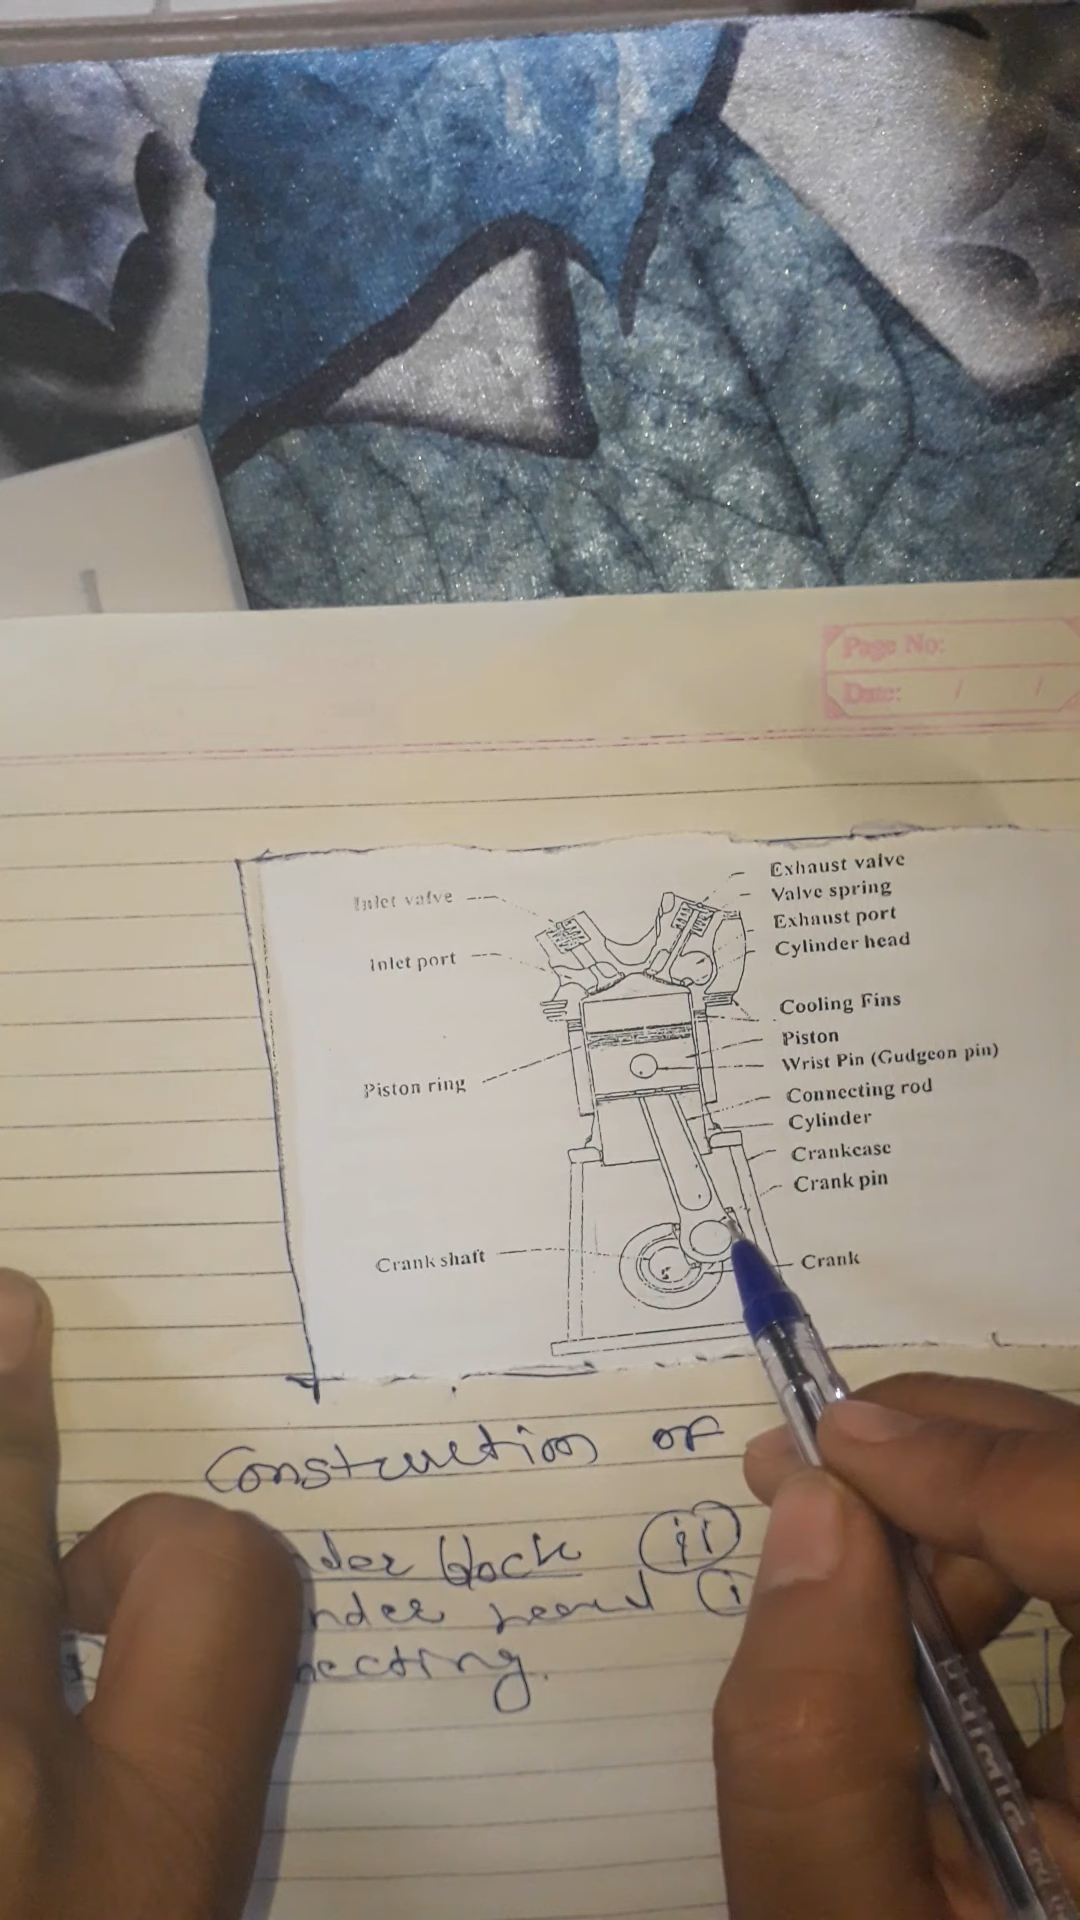 Page No:
Date: / /
Exhaust valve
Inlet valve
Valve spring
Exhaust port
Inlet port
Cylinder head
Cooling Fins
Piston
Wrist Pin (Gudgeon pin)
Piston ring
Connecting rod
Cylinder
Crankcase
Crank pin
Crank shaft
Crank
Construction of
nder block (ii)
nder head (i
necting.